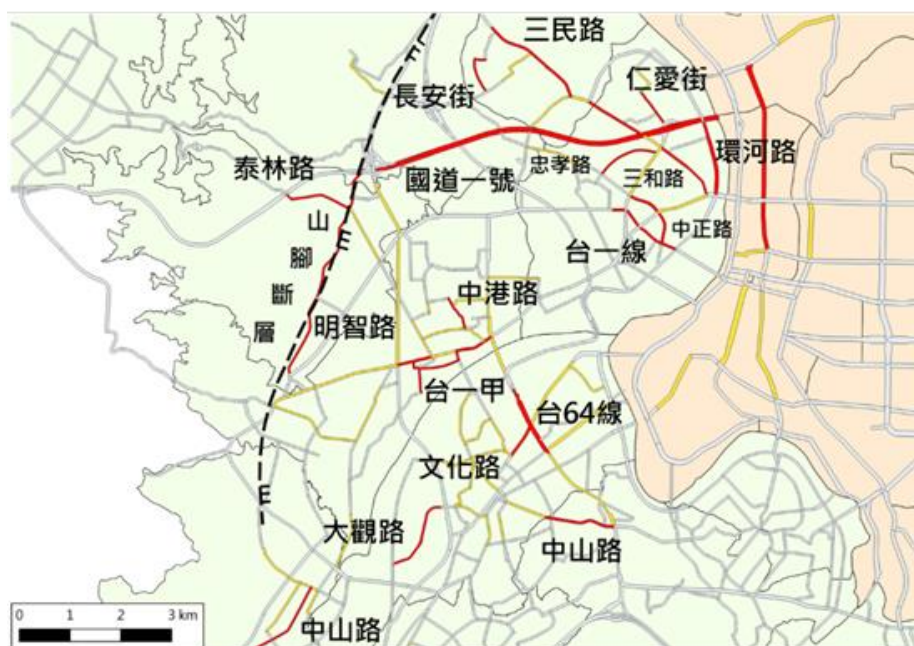 三民路
長安街
仁愛街
泰林路
國道一號
忠孝路
環河路
三和路
中正路
台一線
山腳斷層
中港路
明智路
台一甲
台64線
文化路
大觀路
中山路
中山路
0 1 2 3 km